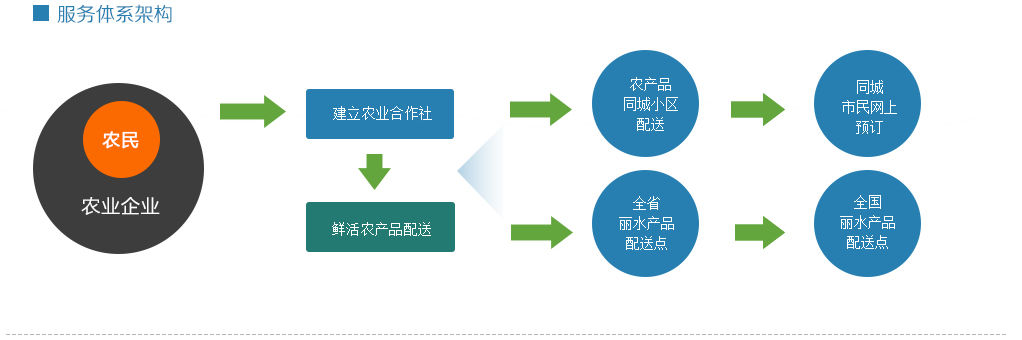 服务体系架构
农民
农业企业
建立农业合作社
鲜活农产品配送
农产品
同城小区
配送
同城
市民网上
预订
全省
丽水产品
配送点
全国
丽水产品
配送点